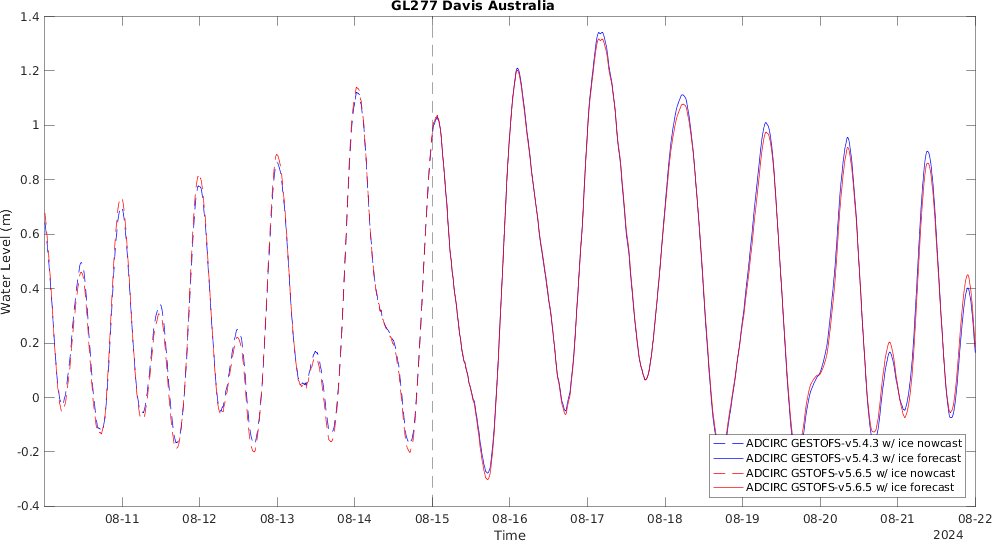 GL277 Davis Australia
1.4
1.2
1
0.8
0.6
0.4
0.2
0
-0.2
-0.4
Water Level (m)
ADCIRC GESTOFS-v5.4.3 w/ ice nowcast
ADCIRC GESTOFS-v5.4.3 w/ ice forecast
ADCIRC GSTOFS-v5.6.5 w/ ice nowcast
ADCIRC GSTOFS-v5.6.5 w/ ice forecast
08-11 08-12 08-13 08-14 08-15 08-16 08-17 08-18 08-19 08-20 08-21 08-22
Time
2024